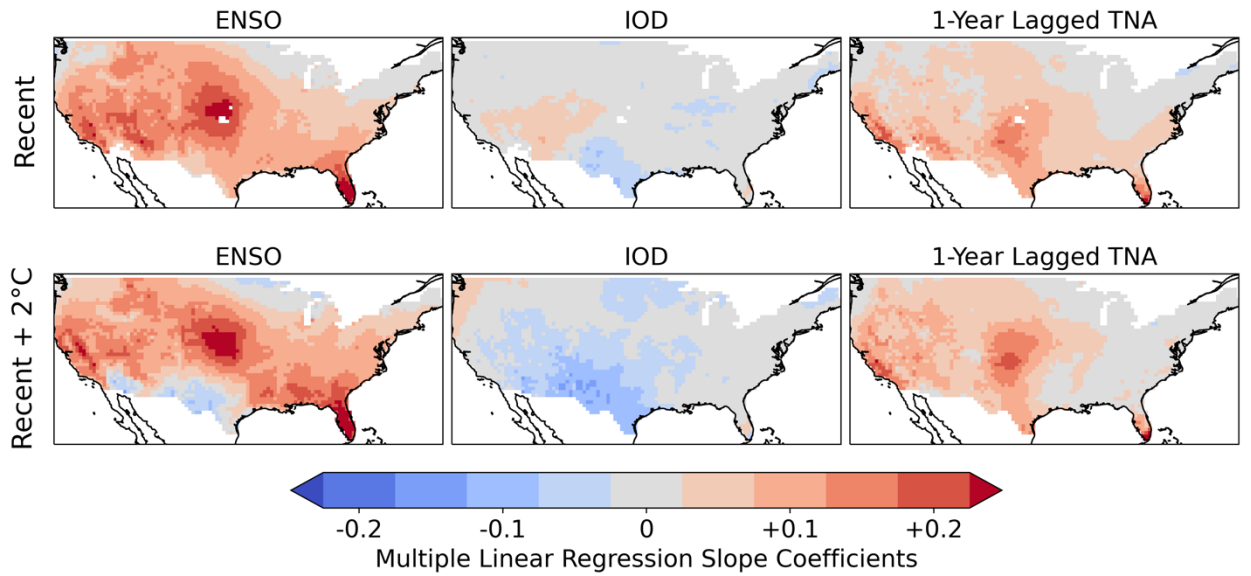 ENSO IOD 1-Year Lagged TNA
Recent
ENSO IOD 1-Year Lagged TNA
Recent + 2°C
-0.2 -0.1 0 +0.1 +0.2
Multiple Linear Regression Slope Coefficients